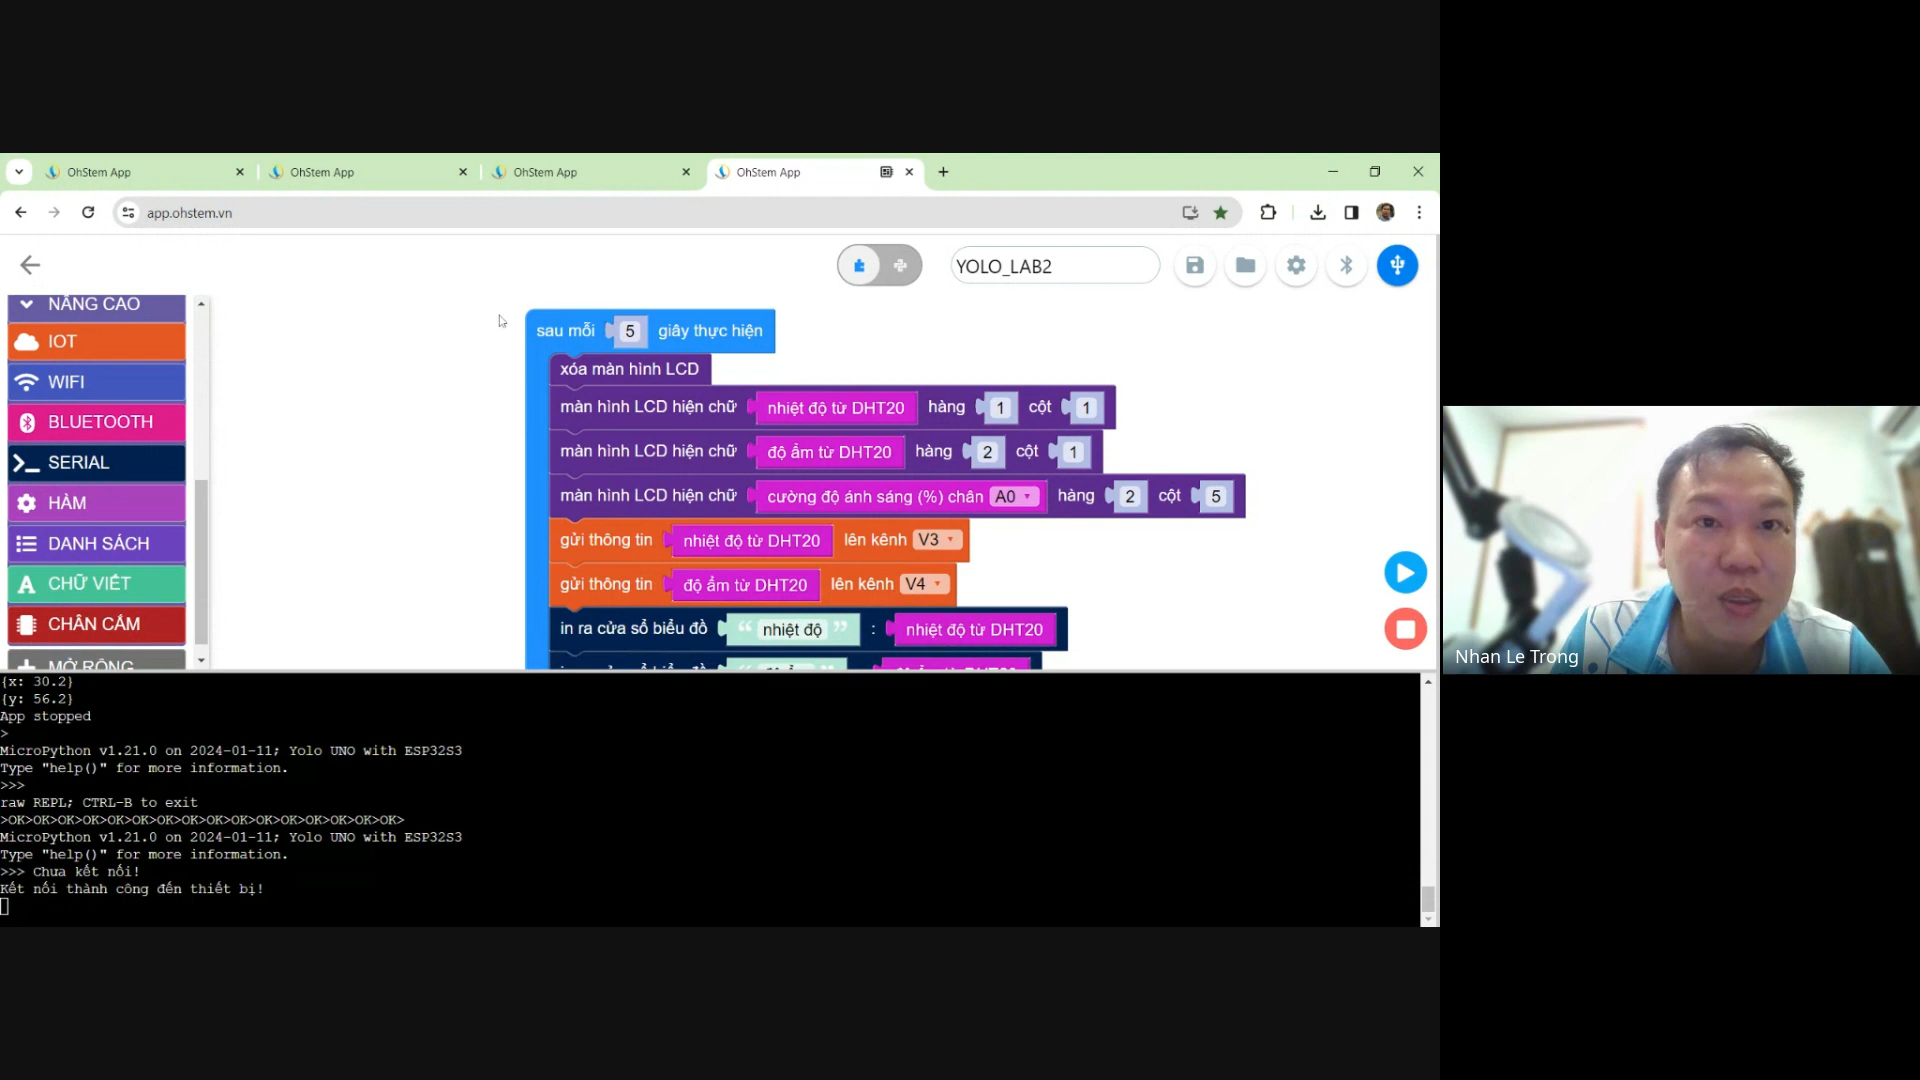 OhStem App
OhStem App
OhStem App
OhStem App
app.ohstem.vn
YOLO_LAB2
NÂNG CAO
IOT
WIFI
BLUETOOTH
SERIAL
HÀM
DANH SÁCH
CHỮ VIẾT
CHÂN CẮM
MỞ RỘNG
sau mỗi 5 giây thực hiện
xóa màn hình LCD
màn hình LCD hiện chữ nhiệt độ từ DHT20 hàng 1 cột 1
màn hình LCD hiện chữ độ ẩm từ DHT20 hàng 2 cột 1
màn hình LCD hiện chữ cường độ ánh sáng (%) chân A0 hàng 2 cột 5
gửi thông tin nhiệt độ từ DHT20 lên kênh V3
gửi thông tin độ ẩm từ DHT20 lên kênh V4
in ra cửa sổ biểu đồ “ nhiệt độ ” : nhiệt độ từ DHT20
{x: 30.2}
{y: 56.2}
App stopped
>
MicroPython v1.21.0 on 2024-01-11; Yolo UNO with ESP32S3
Type "help()" for more information.
>>>
raw REPL; CTRL-B to exit
>OK>OK>OK>OK>OK>OK>OK>OK>OK>OK>OK>OK>OK>OK>OK>OK>
MicroPython v1.21.0 on 2024-01-11; Yolo UNO with ESP32S3
Type "help()" for more information.
>>> Chưa kết nối!
Kết nối thành công đến thiết bị!
Nhan Le Trong